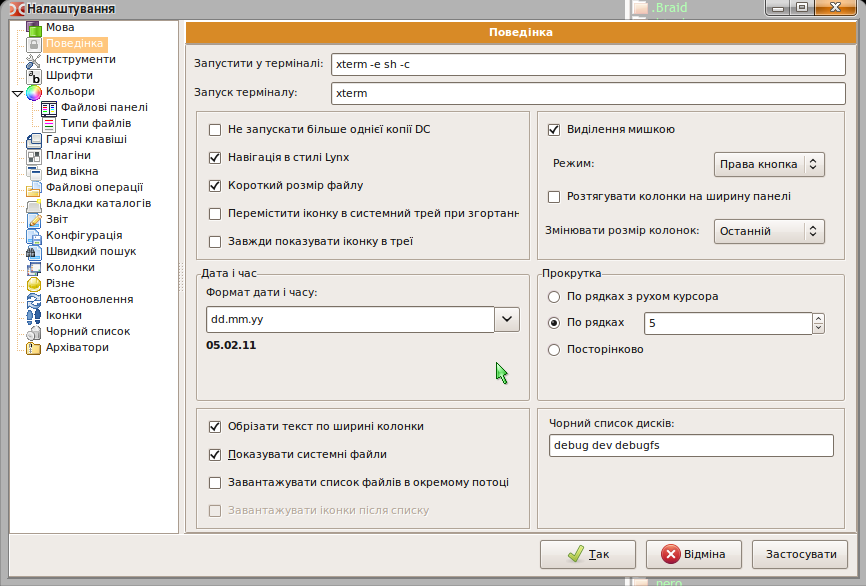 Налаштування
.Braid
Мова
Поведінка
Інструменти
Шрифти
Кольори
Файлові панелі
Типи файлів
Гарячі клавіші
Плагіни
Вид вікна
Файлові операції
Вкладки каталогів
Звіт
Конфігурація
Швидкий пошук
Колонки
Різне
Автооновлення
Іконки
Чорний список
Архіватори
Поведінка
Запустити у терміналі:
xterm -e sh -c
Запуск терміналу:
xterm
Не запускати більше однієї копії DC
Навігація в стилі Lynx
Короткий розмір файлу
Перемістити іконку в системний трей при згортанн
Завжди показувати іконку в треї
Виділення мишкою
Режим:
Права кнопка
Розтягувати колонки на ширину панелі
Змінювати розмір колонок:
Останній
Дата і час
Формат дати і часу:
dd.mm.yy
05.02.11
Прокрутка
По рядках з рухом курсора
По рядках
5
Посторінково
Обрізати текст по ширині колонки
Показувати системні файли
Завантажувати список файлів в окремому потоці
Завантажувати іконки після списку
Чорний список дисків:
debug dev debugfs
Так
Відміна
Застосувати